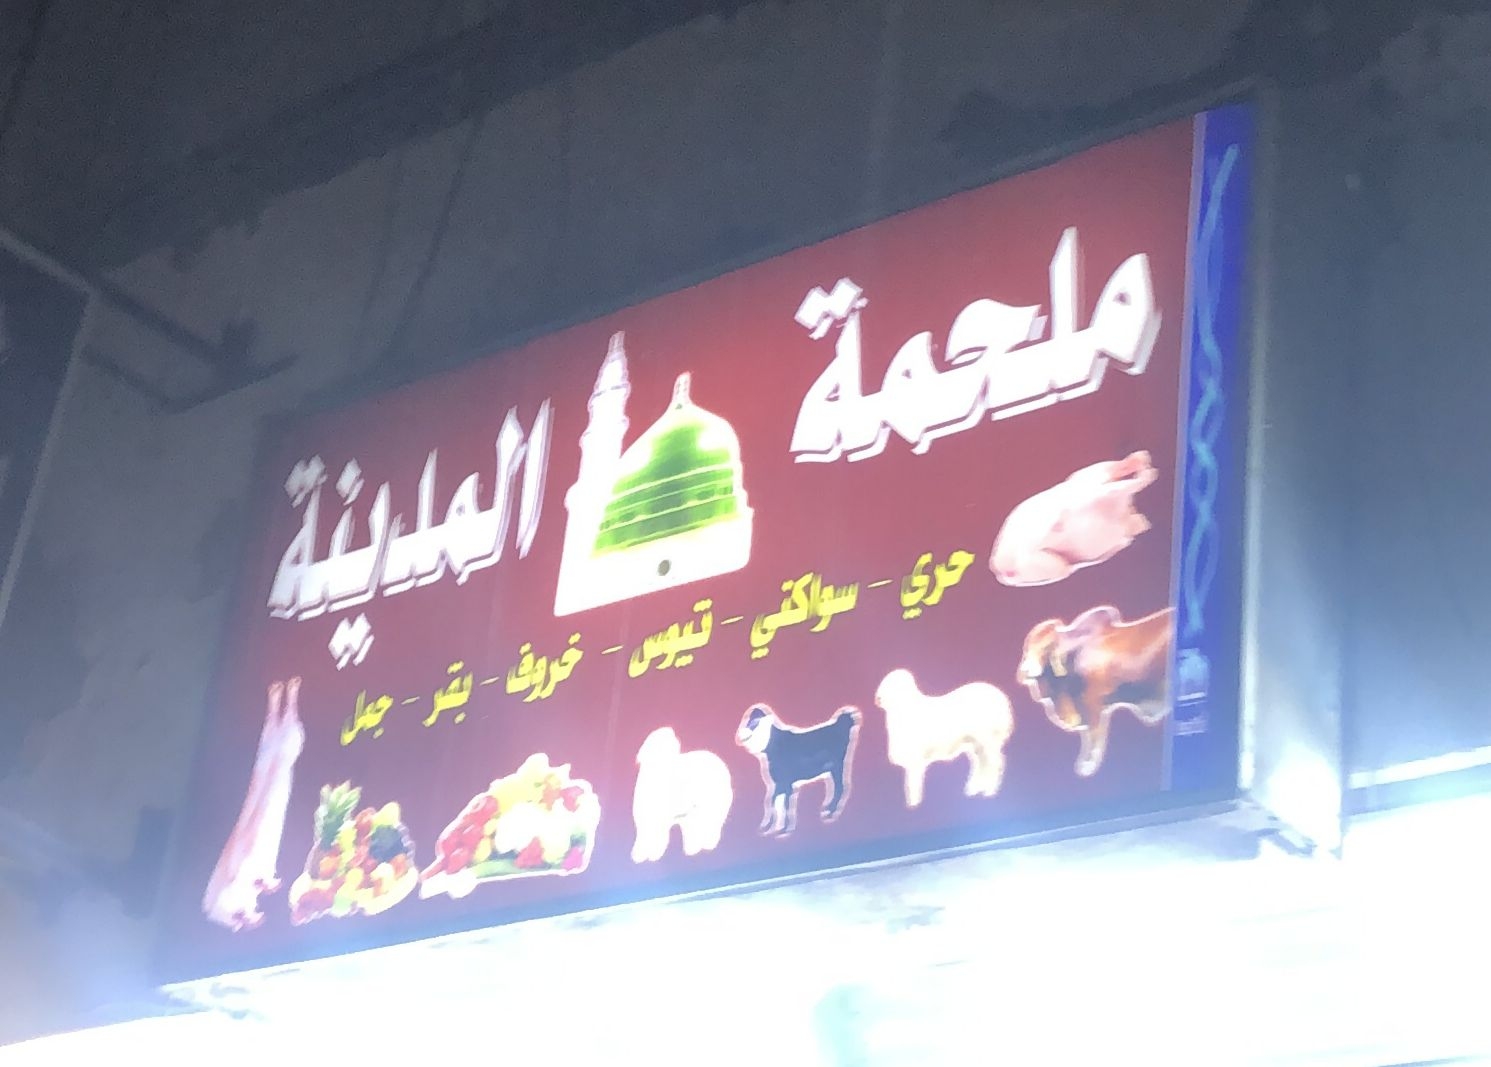 ملحمة المدينة
حري - سواكني - تيوس - خروف - بقر - جمل